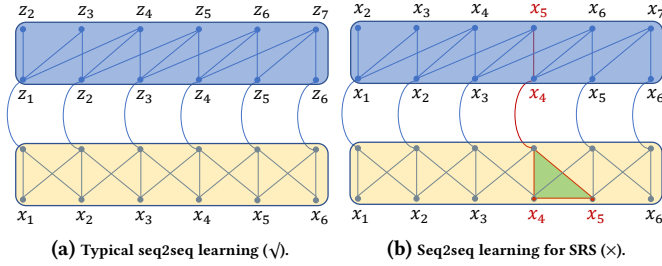 z2 z3 z4 z5 z6 z7
z1 z2 z3 z4 z5 z6
x1 x2 x3 x4 x5 x6
(a) Typical seq2seq learning (√).
x2 x3 x4 x5 x6 x7
x1 x2 x3 x4 x5 x6
x1 x2 x3 x4 x5 x6
(b) Seq2seq learning for SRS (×).